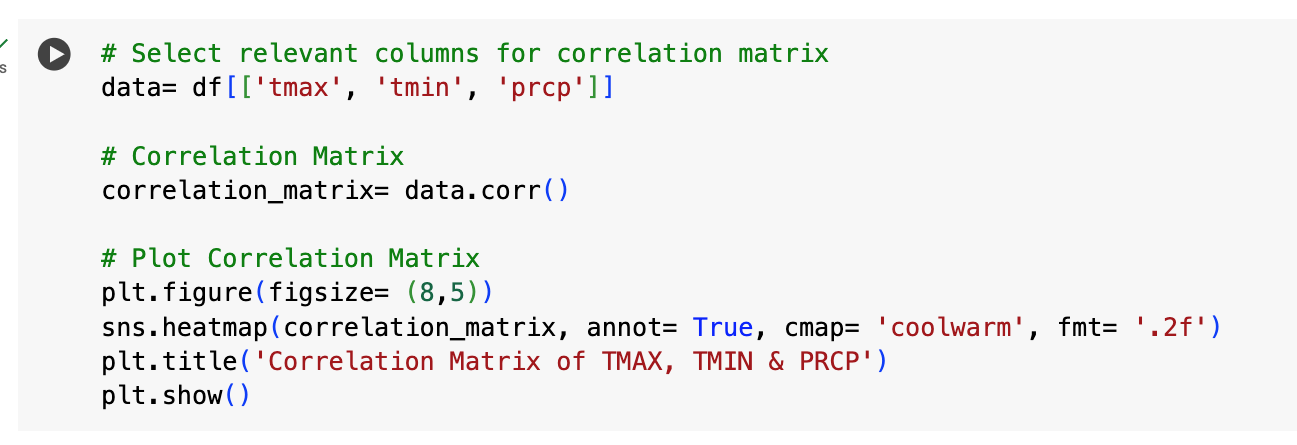 # Select relevant columns for correlation matrix
data= df[['tmax', 'tmin', 'prcp']]
# Correlation Matrix
correlation_matrix= data.corr()
# Plot Correlation Matrix
plt.figure(figsize= (8,5))
sns.heatmap(correlation_matrix, annot= True, cmap= 'coolwarm', fmt= '.2f')
plt.title('Correlation Matrix of TMAX, TMIN & PRCP')
plt.show()
s